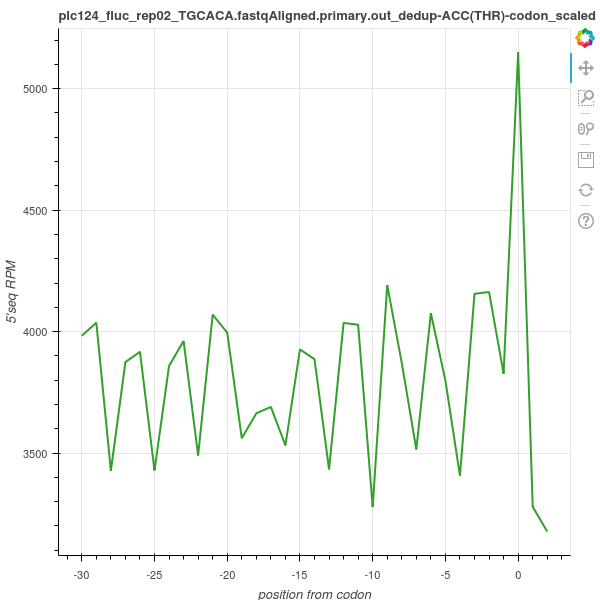 plc124_fluc_rep02_TGCACA.fastqAligned.primary.out_dedup-ACC(THR)-codon_scaled
5000
4500
4000
3500
5'seq RPM
-30 -25 -20 -15 -10 -5 0
position from codon